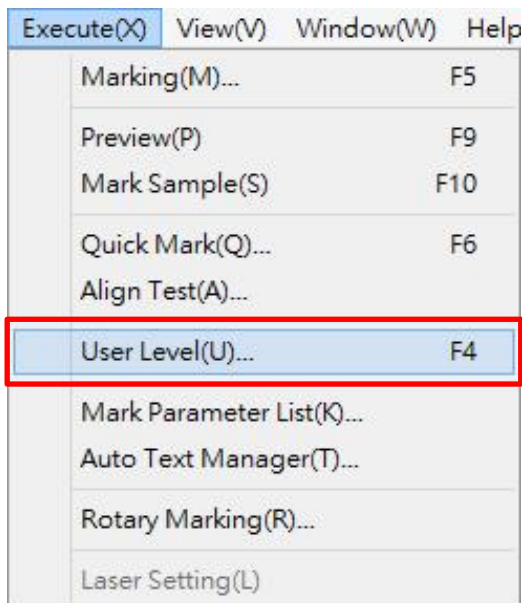 Execute(X) View(V) Window(W) Help
Marking(M)... F5
Preview(P) F9
Mark Sample(S) F10
Quick Mark(Q)... F6
Align Test(A)...
User Level(U)... F4
Mark Parameter List(K)...
Auto Text Manager(T)...
Rotary Marking(R)...
Laser Setting(L)